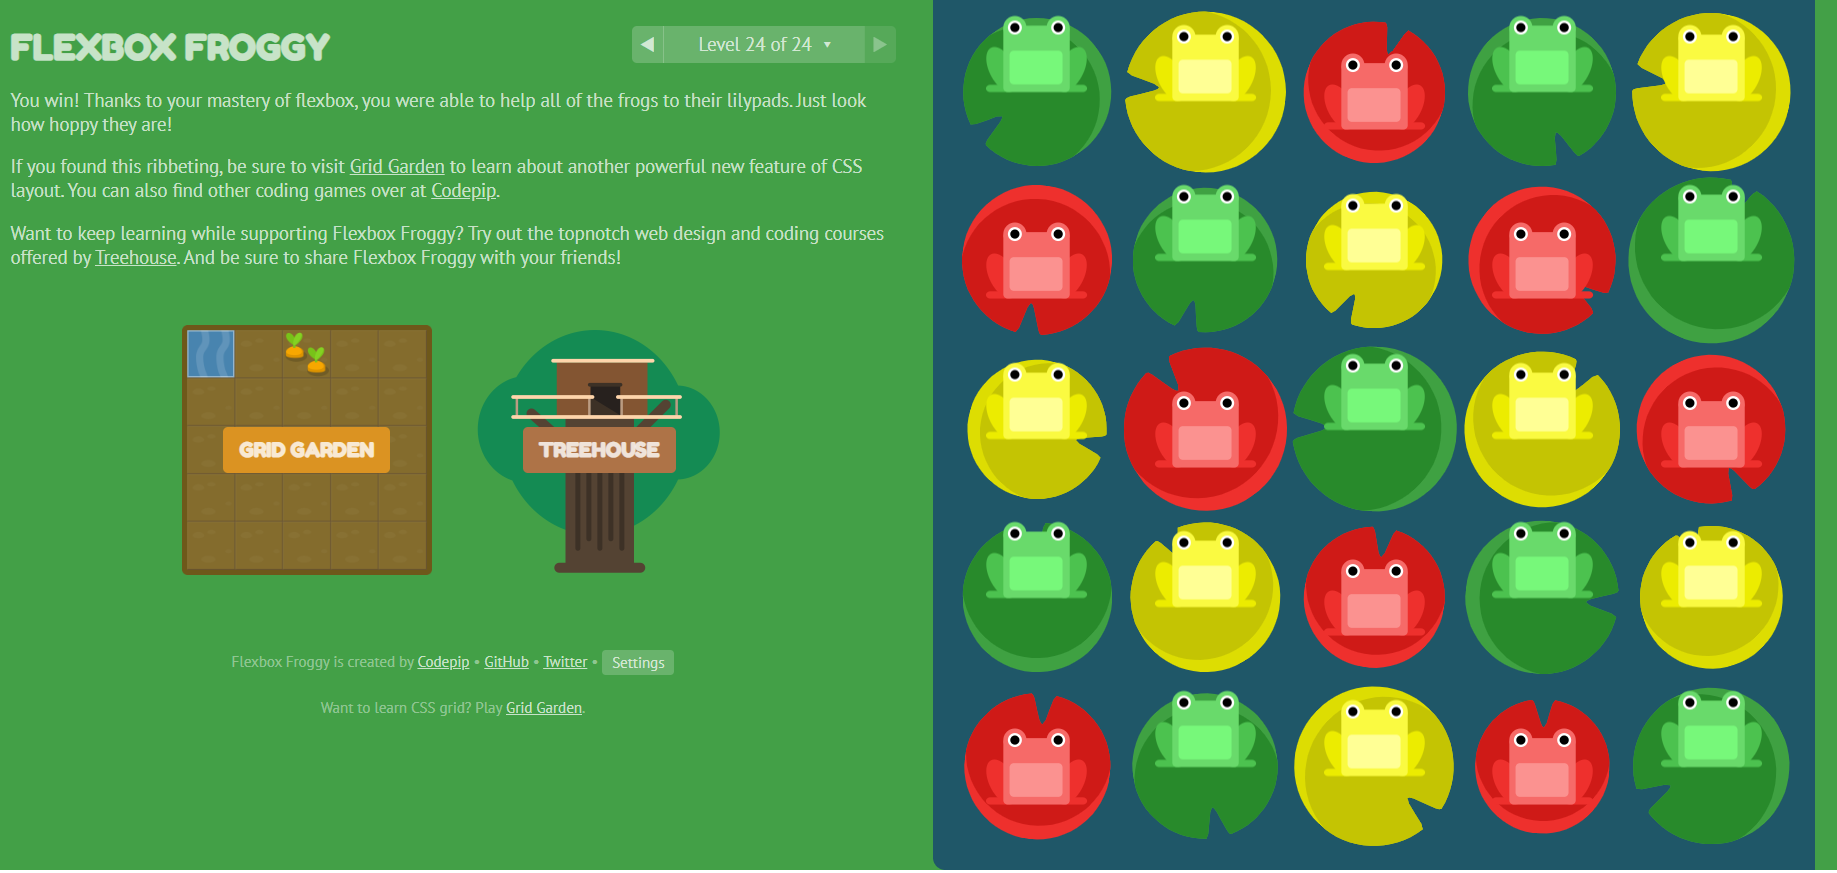 FLEXBOX FROGGY
◀ Level 24 of 24 ▼ ▶
You win! Thanks to your mastery of flexbox, you were able to help all of the frogs to their lilypads. Just look
how hoppy they are!
If you found this ribbeting, be sure to visit Grid Garden to learn about another powerful new feature of CSS
layout. You can also find other coding games over at Codepip.
Want to keep learning while supporting Flexbox Froggy? Try out the topnotch web design and coding courses
offered by Treehouse. And be sure to share Flexbox Froggy with your friends!
GRID GARDEN
TREEHOUSE
Flexbox Froggy is created by Codepip • GitHub • Twitter • Settings
Want to learn CSS grid? Play Grid Garden.